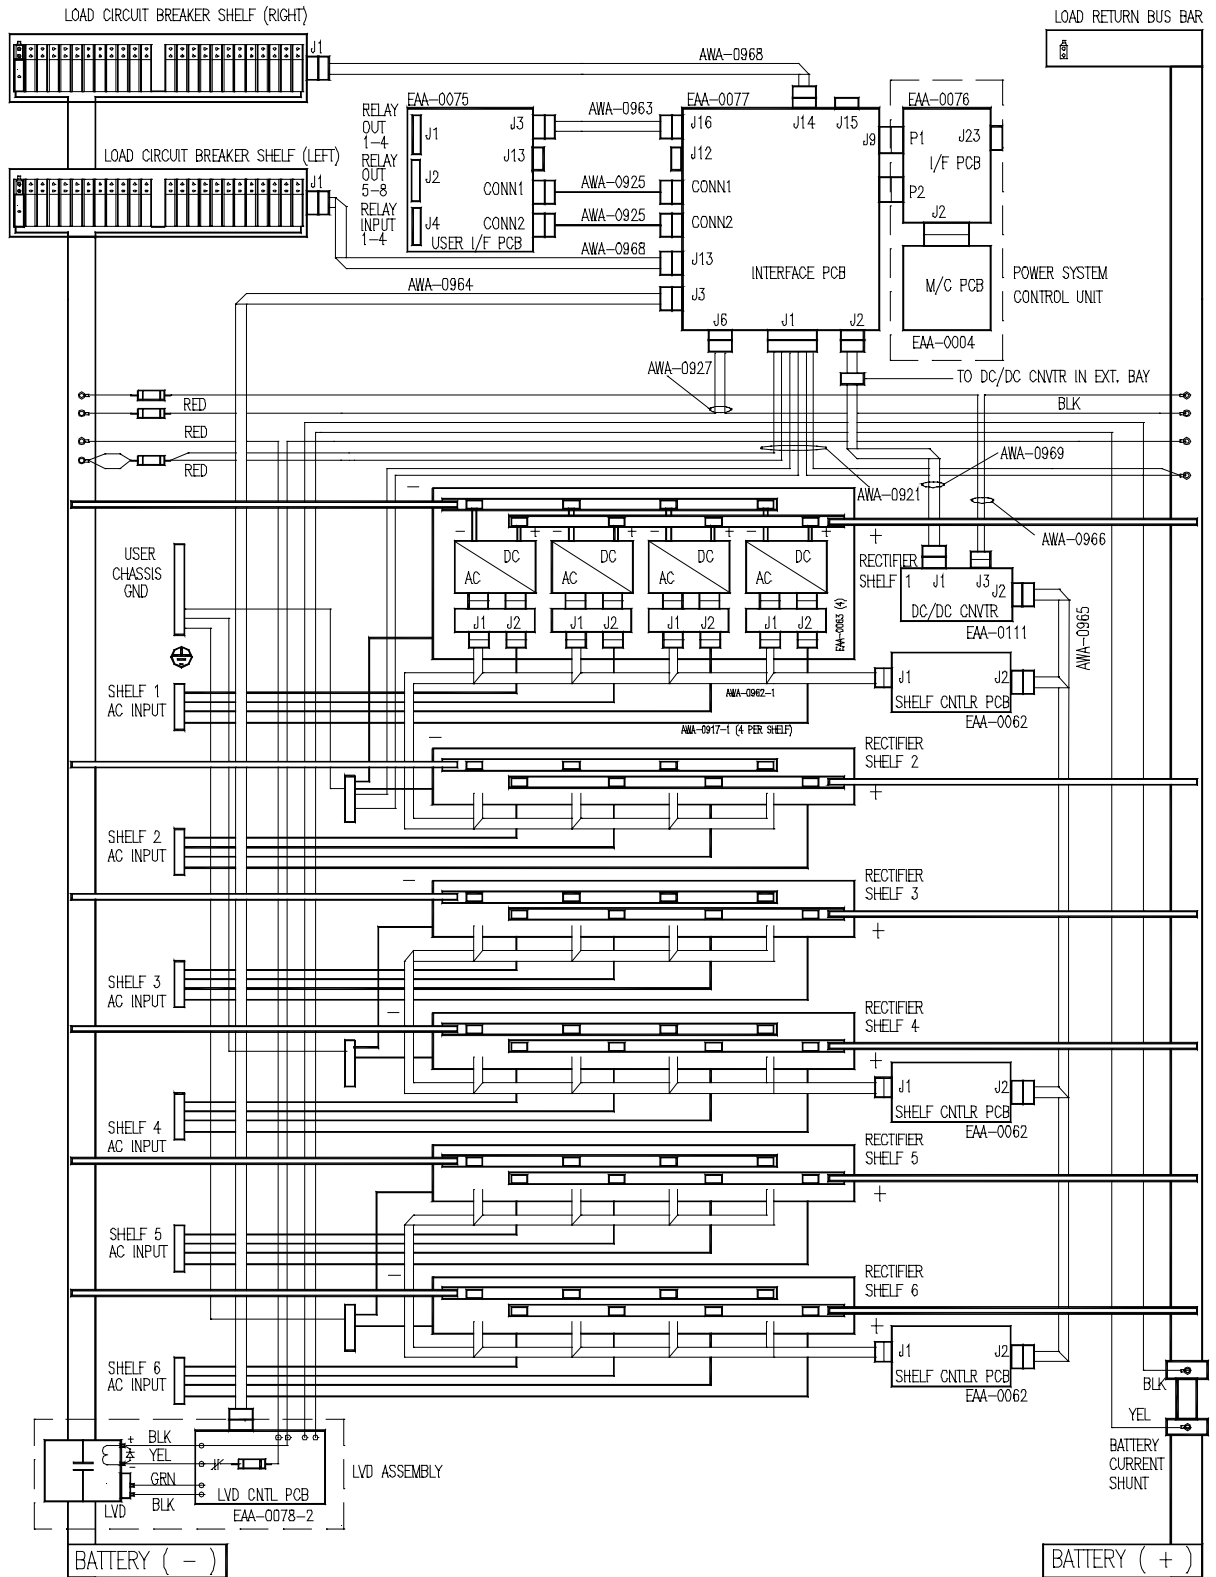 LOAD CIRCUIT BREAKER SHELF (RIGHT)
LOAD RETURN BUS BAR
J1
AWA-0968
EAA-0075
RELAY
OUT
1-4
RELAY
OUT
5-8
RELAY
INPUT
1-4
J1
J2
J4
J3
J13
CONN1
CONN2
USER I/F PCB
AWA-0963
AWA-0925
AWA-0925
AWA-0968
EAA-0077
J16
J12
CONN1
CONN2
J13
J3
J14
J15
J9
INTERFACE PCB
J6
J1
J2
EAA-0076
P1
J23
I/F PCB
P2
J2
M/C PCB
EAA-0004
POWER SYSTEM
CONTROL UNIT
LOAD CIRCUIT BREAKER SHELF (LEFT)
J1
AWA-0964
AWA-0927
TO DC/DC CNVTR IN EXT. BAY
RED
BLK
RED
RED
AWA-0969
AWA-0921
AWA-0966
-
+
- + - + - + - +
USER
CHASSIS
GND
DC
AC
DC
AC
DC
AC
DC
AC
J1 J2
J1 J2
J1 J2
J1 J2
EAA-0063 (4)
RECTIFIER
SHELF 1
J1
J3
J2
DC/DC CNVTR
EAA-0111
AWA-0965
J1
J2
SHELF CNTLR PCB
EAA-0062
SHELF 1
AC INPUT
AWA-0962-1
AWA-0917-1 (4 PER SHELF)
-
RECTIFIER
SHELF 2
+
SHELF 2
AC INPUT
-
RECTIFIER
SHELF 3
+
SHELF 3
AC INPUT
-
RECTIFIER
SHELF 4
+
J1
J2
SHELF CNTLR PCB
EAA-0062
SHELF 4
AC INPUT
RECTIFIER
SHELF 5
+
SHELF 5
AC INPUT
-
RECTIFIER
SHELF 6
+
J1
J2
SHELF CNTLR PCB
EAA-0062
SHELF 6
AC INPUT
BLK
YEL
BATTERY
CURRENT
SHUNT
+
BLK
YEL
-
GRN
BLK
LVD
LVD CNTL PCB
EAA-0078-2
LVD ASSEMBLY
BATTERY ( - )
BATTERY ( + )